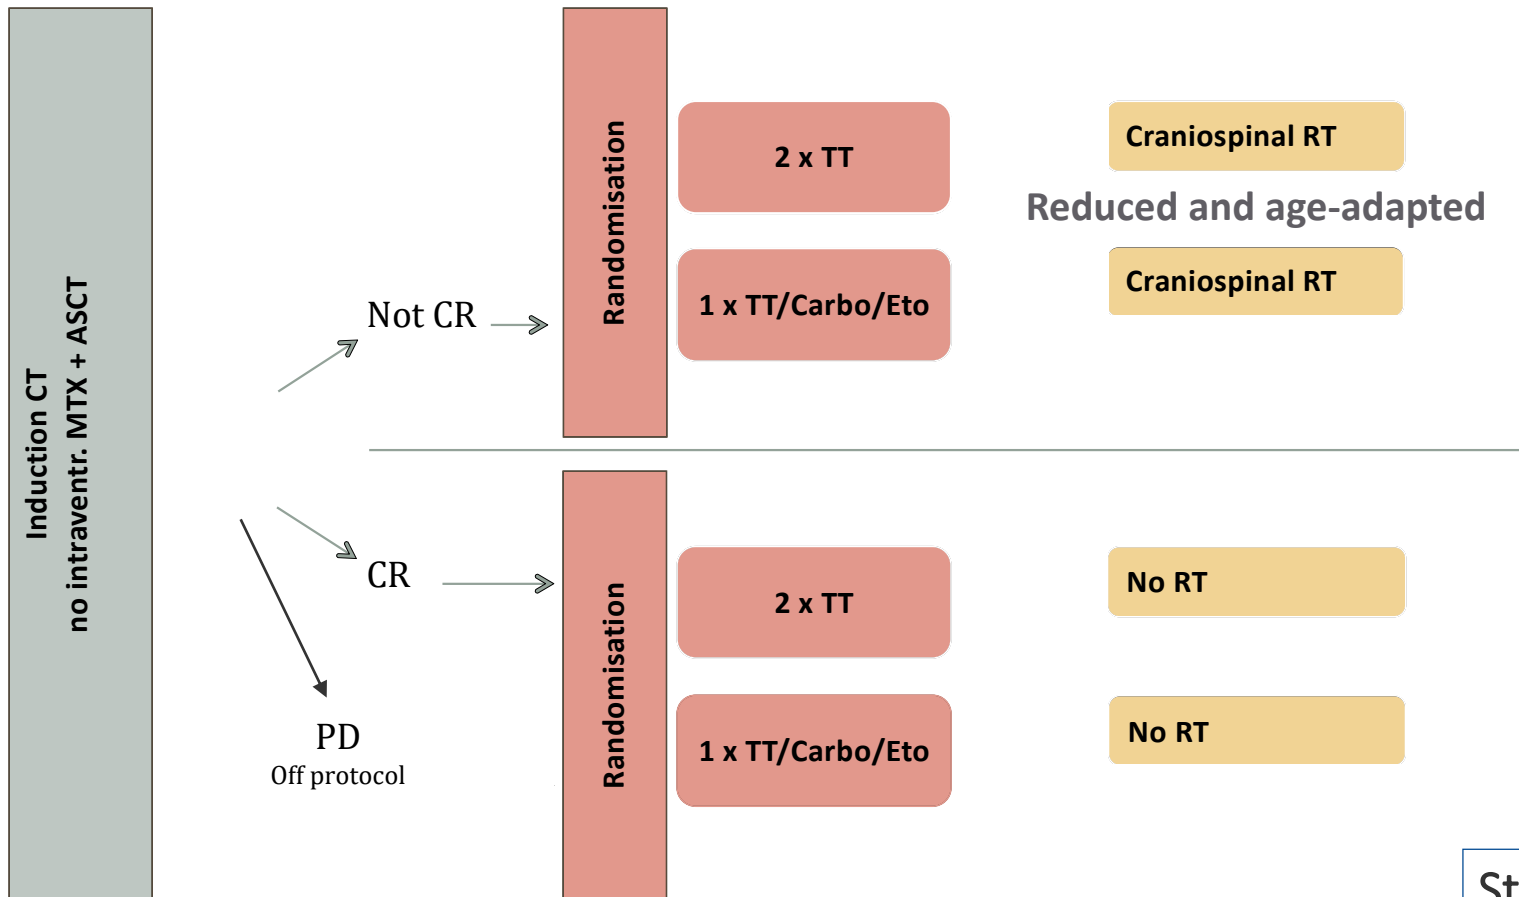 Induction CT
no intraventr. MTX + ASCT
Not CR
CR
PD
Off protocol
Randomisation
2 x TT
1 x TT/Carbo/Eto
Craniospinal RT
Reduced and age-adapted
Craniospinal RT
Randomisation
2 x TT
1 x TT/Carbo/Eto
No RT
No RT
St